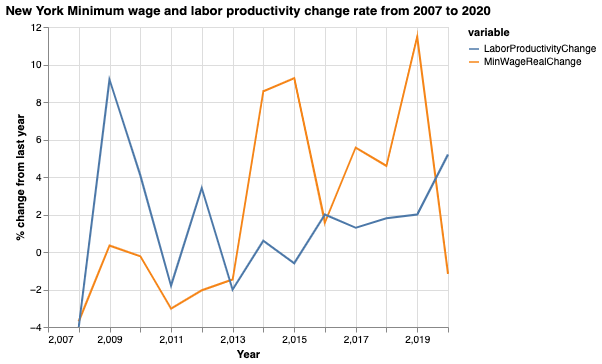 New York Minimum wage and labor productivity change rate from 2007 to 2020
variable
LaborProductivityChange
MinWageRealChange
12
10
8
6
4
2
0
−2
−4
% change from last year
2,007
2,009
2,011
2,013
2,015
2,017
2,019
Year